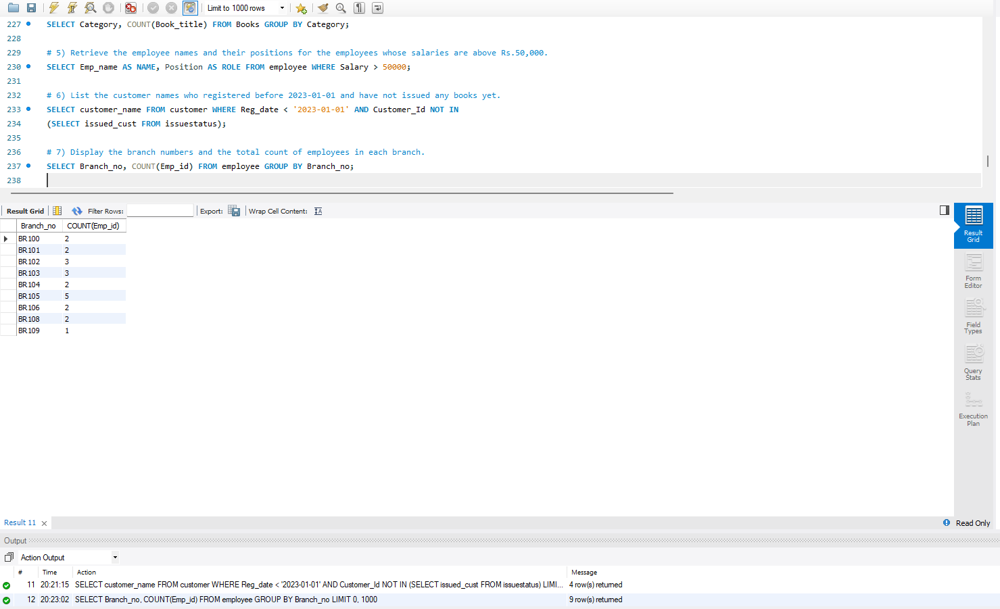 Limit to 1000 rows
227 SELECT Category, COUNT(Book_title) FROM Books GROUP BY Category;
228
229 # 5) Retrieve the employee names and their positions for the employees whose salaries are above Rs.50,000.
230 SELECT Emp_name AS NAME, Position AS ROLE FROM employee WHERE Salary > 50000;
231
232 # 6) List the customer names who registered before 2023-01-01 and have not issued any books yet.
233 SELECT customer_name FROM customer WHERE Reg_date < '2023-01-01' AND Customer_Id NOT IN
234 (SELECT issued_cust FROM issuestatus);
235
236 # 7) Display the branch numbers and the total count of employees in each branch.
237 SELECT Branch_no, COUNT(Emp_id) FROM employee GROUP BY Branch_no;
238
Result Grid Filter Rows: Export: Wrap Cell Content: IA
Branch_no COUNT(Emp_id)
BR100 2
BR101 2
BR102 3
BR103 3
BR104 2
BR105 5
BR106 2
BR108 2
BR109 1
Result
Grid
Form
Editor
Field
Types
Query
Stats
Execution
Plan
Result 11 Read Only
Output
Action Output
# Time Action Message
11 20:21:15 SELECT customer_name FROM customer WHERE Reg_date < '2023-01-01' AND Customer_Id NOT IN (SELECT issued_cust FROM issuestatus) LIMI... 4 row(s) returned
12 20:23:02 SELECT Branch_no, COUNT(Emp_id) FROM employee GROUP BY Branch_no LIMIT 0, 1000 9 row(s) returned